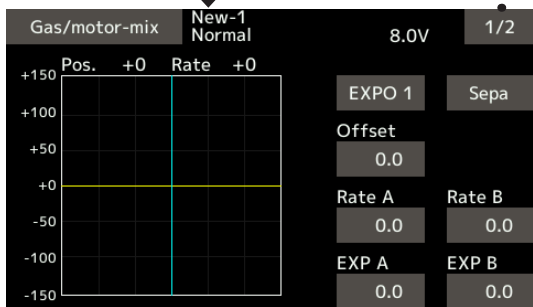 Gas/motor-mix New-1 Normal 8.0V 1/2
Pos. +0 Rate +0
+150
+100
+50
+0
-50
-100
-150
EXPO 1 Sepa
Offset
0.0
Rate A Rate B
0.0 0.0
EXP A EXP B
0.0 0.0